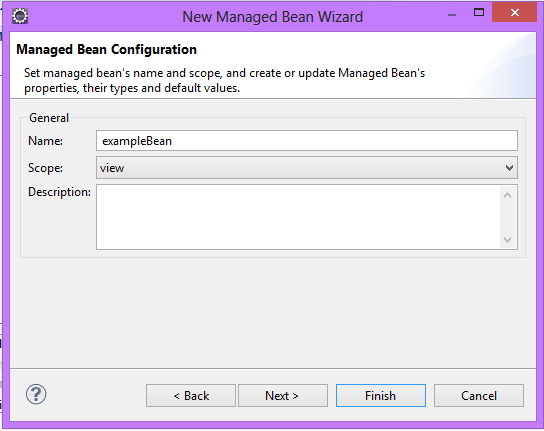 New Managed Bean Wizard
Managed Bean Configuration
Set managed bean's name and scope, and create or update Managed Bean's
properties, their types and default values.
General
Name: exampleBean
Scope: view
Description:
? < Back Next > Finish Cancel